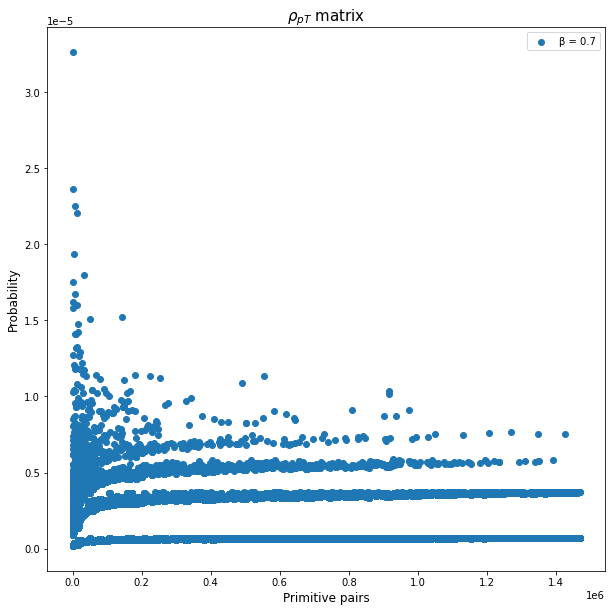 ρ_pT matrix
1e−5
β = 0.7
3.0
2.5
2.0
1.5
1.0
0.5
0.0
Probability
0.0 0.2 0.4 0.6 0.8 1.0 1.2 1.4
1e6
Primitive pairs